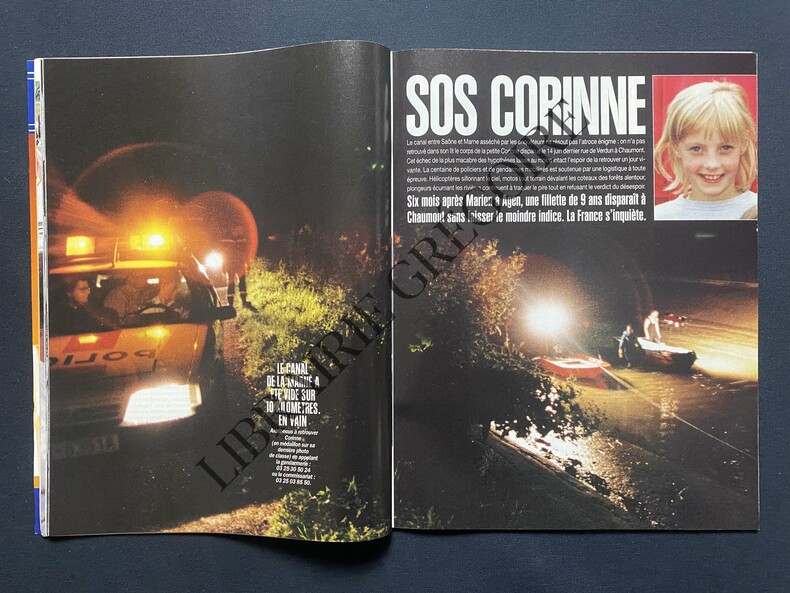 SOS CORINNE
Le canal entre Saône et Marne asséché par les enquêteurs ne résout pas l'atroce énigme : on n'a pas
retrouvé dans son lit le corps de la petite Corinne disparue le 14 juin dernier rue de Verdun à Chaumont.
Cet échec de la plus macabre des hypothèses laisse au moins intact l'espoir de la retrouver un jour vi-
vante. La centaine de policiers et de gendarmes est soutenue par une logistique à toute
épreuve. Hélicoptères sillonnant le ciel, motos tout terrain dévalant les coteaux des forêts alentour,
plongeurs écumant les rivières continuent à traquer le pire tout en refusant le verdict du désespoir.
Six mois après Marion à Agen, une fillette de 9 ans disparaît à
Chaumont sans laisser le moindre indice. La France s'inquiète.
POLI
LE CANAL
DE LA MARNE A
ÉTÉ VIDÉ SUR
10 KILOMÈTRES.
EN VAIN
Aidez-nous à retrouver
Corinne
(en médaillon sur sa
dernière photo
de classe) en appelant
la gendarmerie :
03 25 30 50 24
ou le commissariat :
03 25 03 85 50.
LIBRAIRIE GREGOIRE